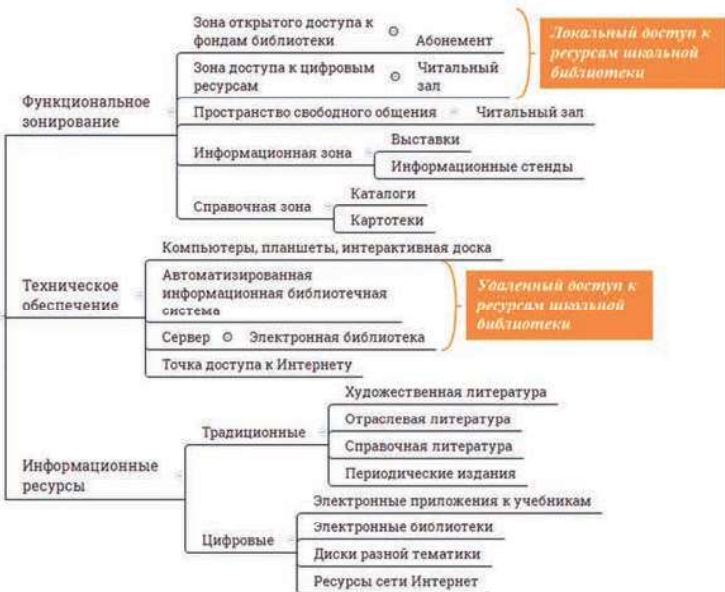 Зона открытого доступа к
фондам библиотеки
Абонемент
Локальный доступ к
ресурсам школьной
библиотеки
Зона доступа к цифровым
ресурсам
Читальный
зал
Функциональное
зонирование
Пространство свободного общения
Читальный зал
Информационная зона
Выставки
Информационные стенды
Справочная зона
Каталоги
Картотеки
Техническое
обеспечение
Компьютеры, планшеты, интерактивная доска
Автоматизированная
информационная библиотечная
система
Удаленный доступ к
ресурсам школьной
библиотеки
Сервер
Электронная библиотека
Точка доступа к Интернету
Информационные
ресурсы
Традиционные
Художественная литература
Отраслевая литература
Справочная литература
Периодические издания
Цифровые
Электронные приложения к учебникам
Электронные библиотеки
Диски разной тематики
Ресурсы сети Интернет